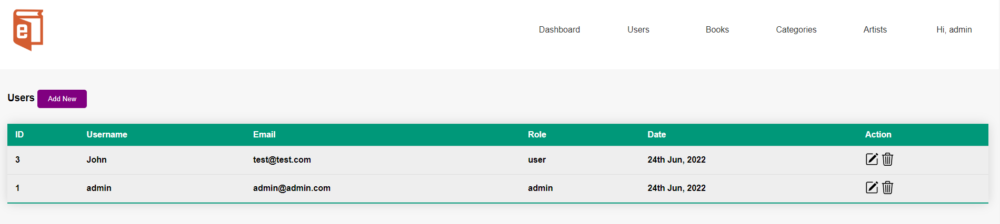 e
Dashboard Users Books Categories Artists Hi, admin
Users Add New
ID Username Email Role Date Action
3 John test@test.com user 24th Jun, 2022
1 admin admin@admin.com admin 24th Jun, 2022